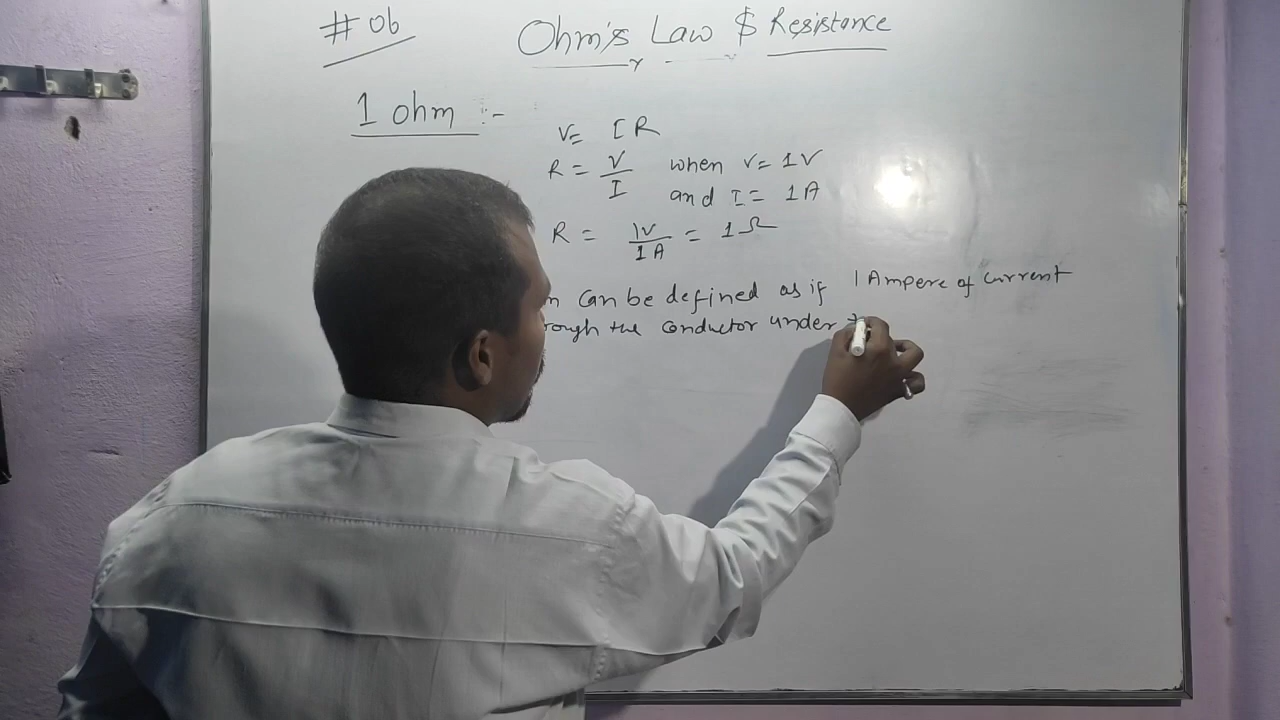 # 06
Ohm's Law $ Resistance
1 ohm :-
V= IR
R = V/I when V= 1V
and I= 1A
R = 1V/1A = 1Ω
can be defined as if 1 Ampere of current
the conductor under